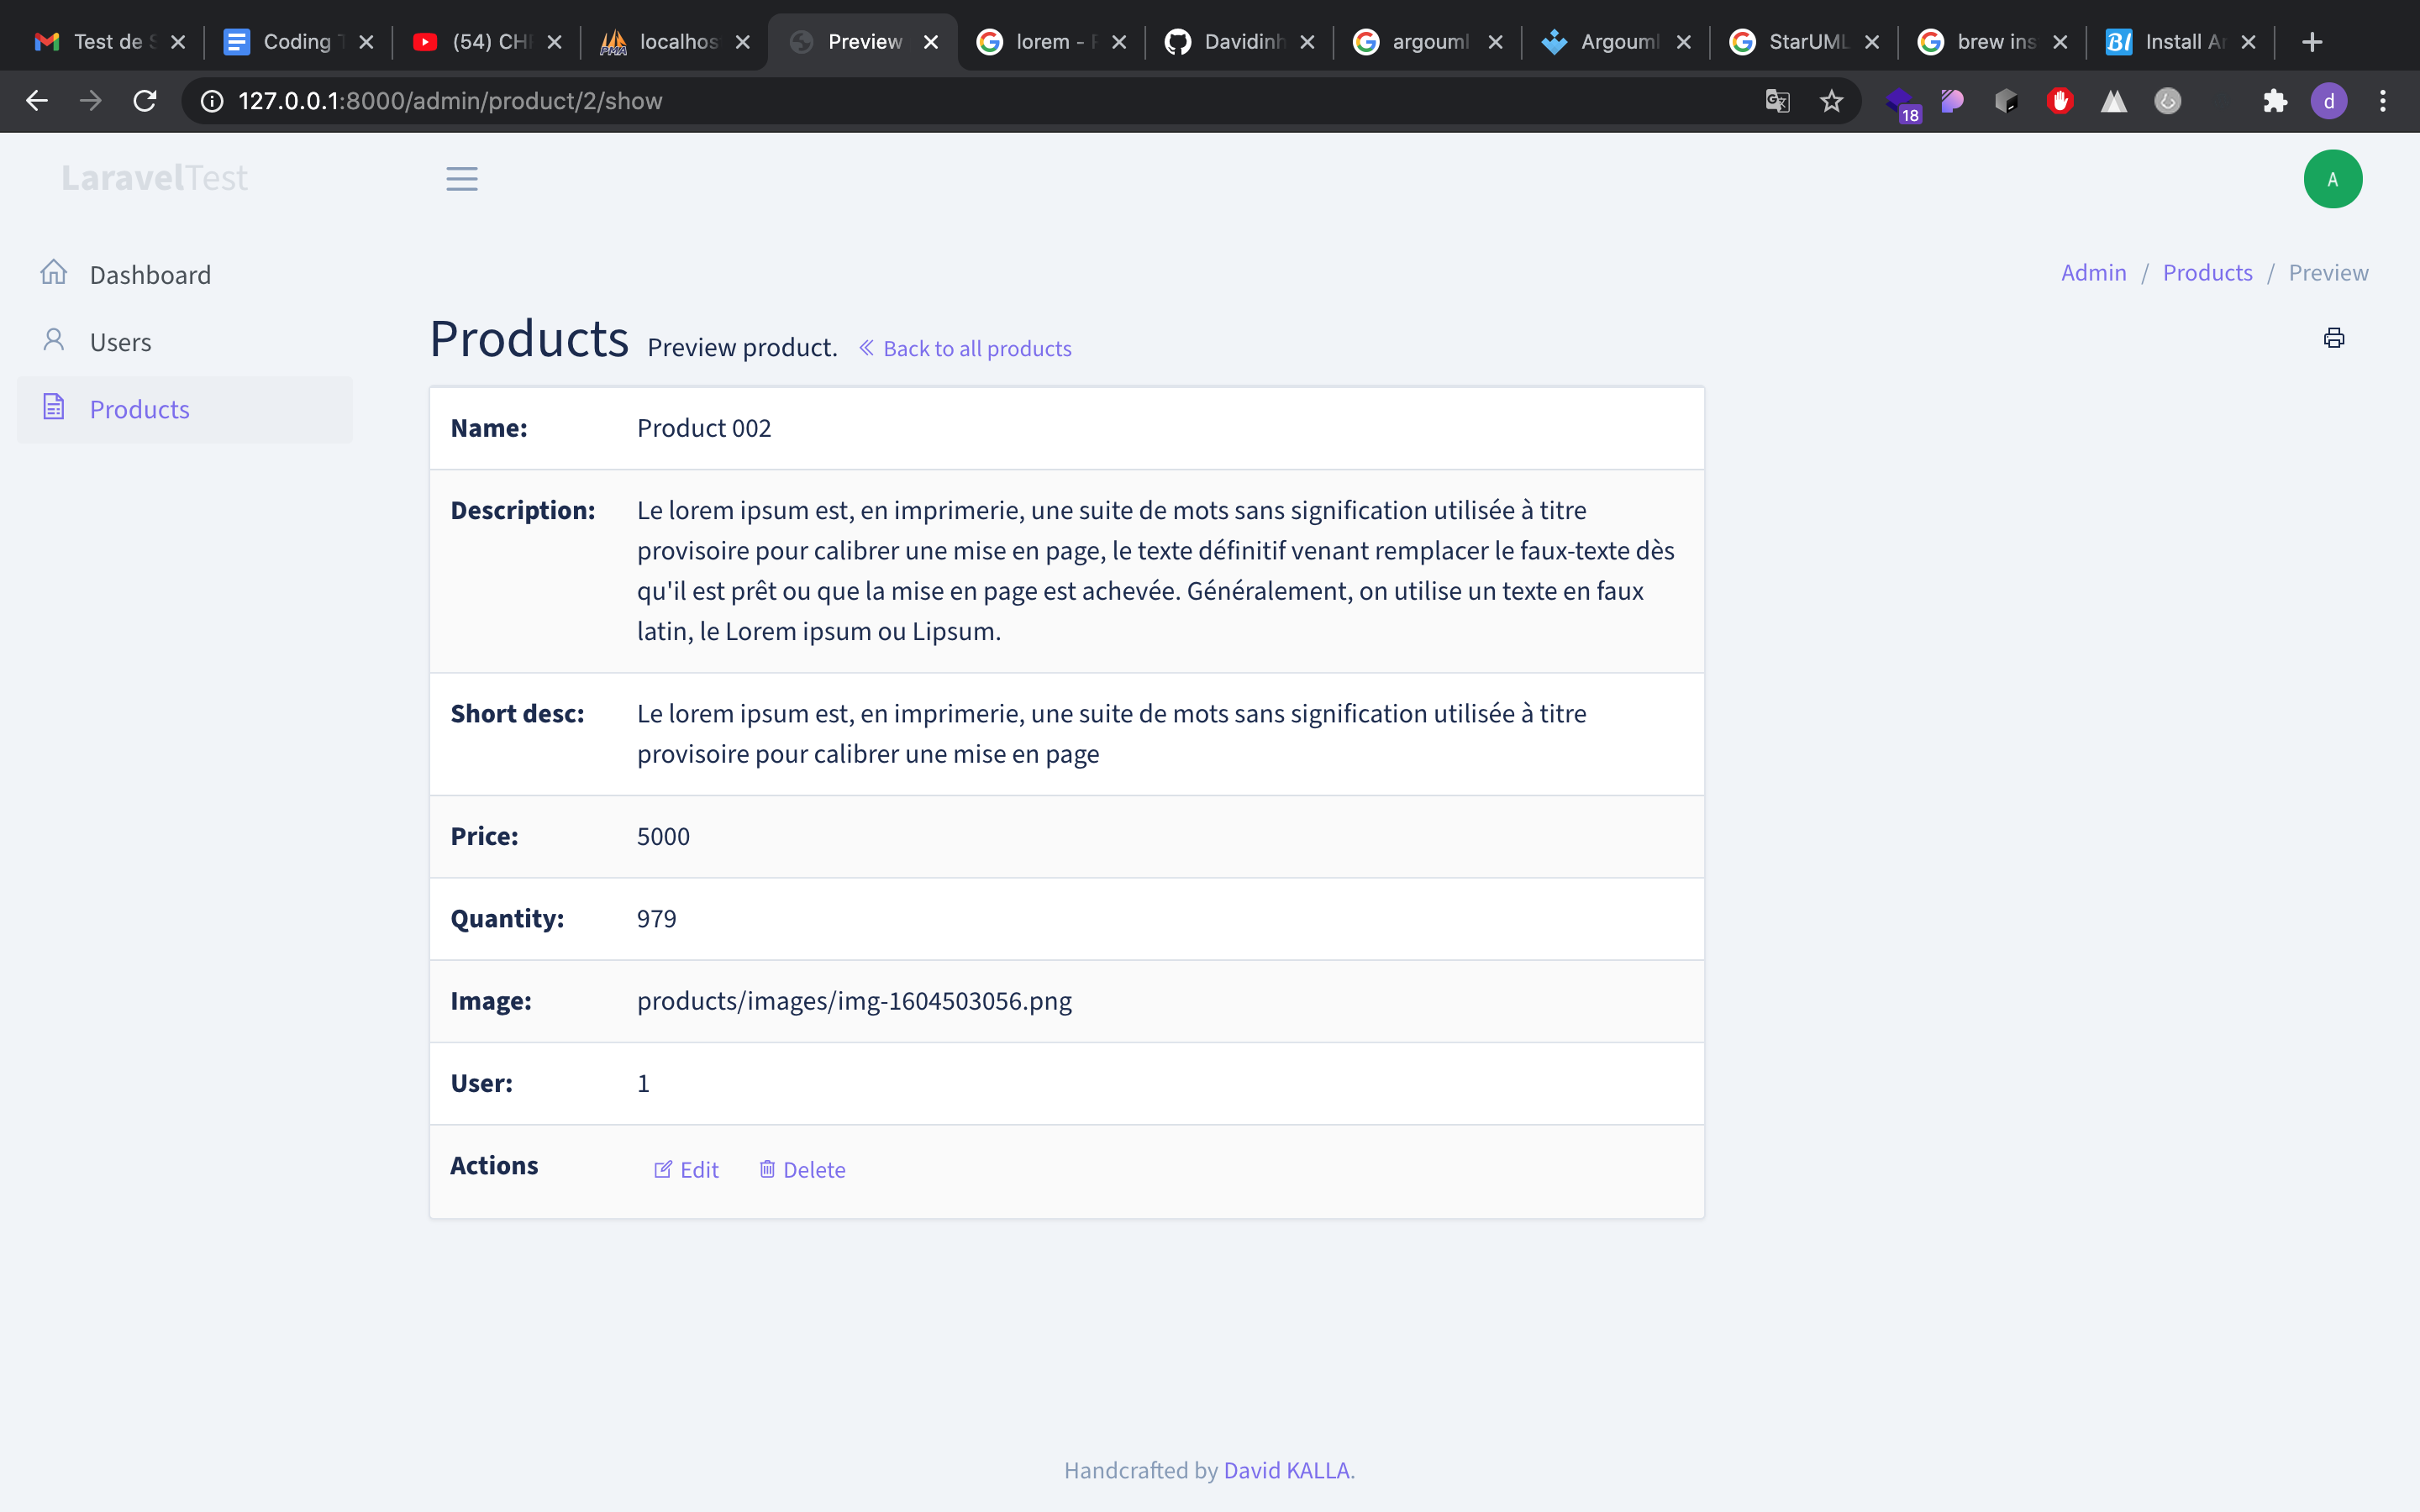 Test de
Coding
(54) CH
localhos
Preview
lorem -
Davidinh
argouml
Argouml
StarUML
brew ins
Install
127.0.0.1:8000/admin/product/2/show
18
d
LaravelTest
A
Dashboard
Users
Products
Admin / Products / Preview
Products Preview product. « Back to all products
Name: Product 002
Description: Le lorem ipsum est, en imprimerie, une suite de mots sans signification utilisée à titre
provisoire pour calibrer une mise en page, le texte définitif venant remplacer le faux-texte dès
qu'il est prêt ou que la mise en page est achevée. Généralement, on utilise un texte en faux
latin, le Lorem ipsum ou Lipsum.
Short desc: Le lorem ipsum est, en imprimerie, une suite de mots sans signification utilisée à titre
provisoire pour calibrer une mise en page
Price: 5000
Quantity: 979
Image: products/images/img-1604503056.png
User: 1
Actions Edit Delete
Handcrafted by David KALLA.